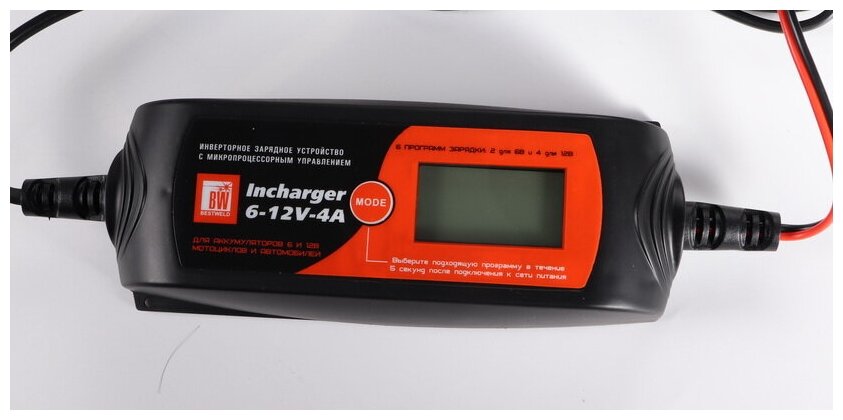 ИНВЕРТОРНОЕ ЗАРЯДНОЕ УСТРОЙСТВО
С МИКРОПРОЦЕССОРНЫМ УПРАВЛЕНИЕМ
BW
BESTWELD
Incharger
6-12V-4A
ДЛЯ АККУМУЛЯТОРОВ 6 И 12В
МОТОЦИКЛОВ И АВТОМОБИЛЕЙ
MODE
6 ПРОГРАММ ЗАРЯДКИ: 2 для 6В и 4 для 12В
Выберите подходящую программу в течение
5 секунд после подключения к сети питания